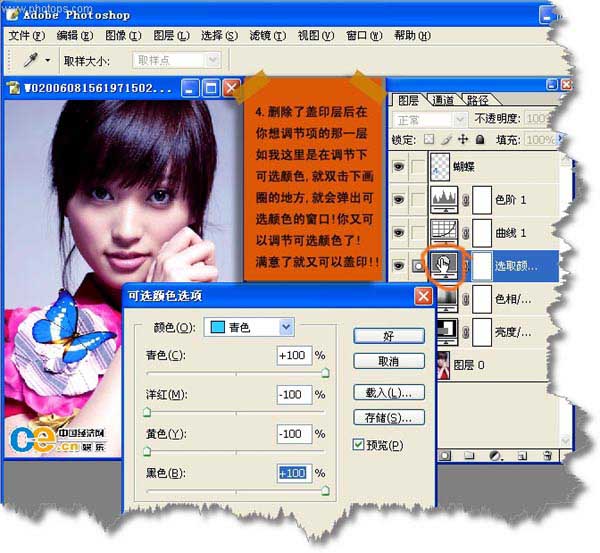 www.photops.com
Adobe Photoshop
文件(F) 编辑(E) 图像(I) 图层(L) 选择(S) 滤镜(T) 视图(V) 窗口(W) 帮助(H)
取样大小: 取样点
W02006081561971502...
4. 删除了盖印层后在
你想调节项的那一层
如我这里是在调节下
可选颜色, 就双击下画
圈的地方, 就会弹出可
选颜色的窗口!你又可
以调节可选颜色了!
满意了就又可以盖印!!
图层 通道 路径
正常 不透明度: 100%
锁定: 填充: 100%
蝴蝶
色阶 1
曲线 1
选取颜...
色相/...
亮度/...
图层 0
可选颜色选项
颜色(O): 青色
青色(C): +100 %
洋红(M): -100 %
黄色(Y): -100 %
黑色(B): +100 %
好
取消
载入(L)...
存储(S)...
预览(P)
ce.cn
中国经济网
娱乐